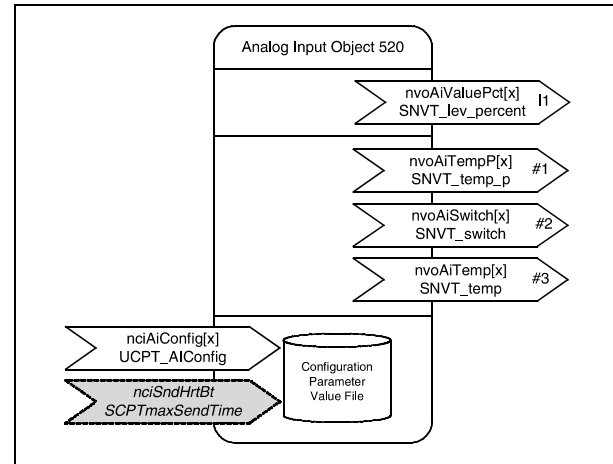 Analog Input Object 520
nvoAiValuePct[x]
SNVT_lev_percent
I1
nvoAiTempP[x]
SNVT_temp_p
#1
nvoAiSwitch[x]
SNVT_switch
#2
nvoAiTemp[x]
SNVT_temp
#3
nciAiConfig[x]
UCPT_AIConfig
nciSndHrtBt
SCPTmaxSendTime
Configuration
Parameter
Value File